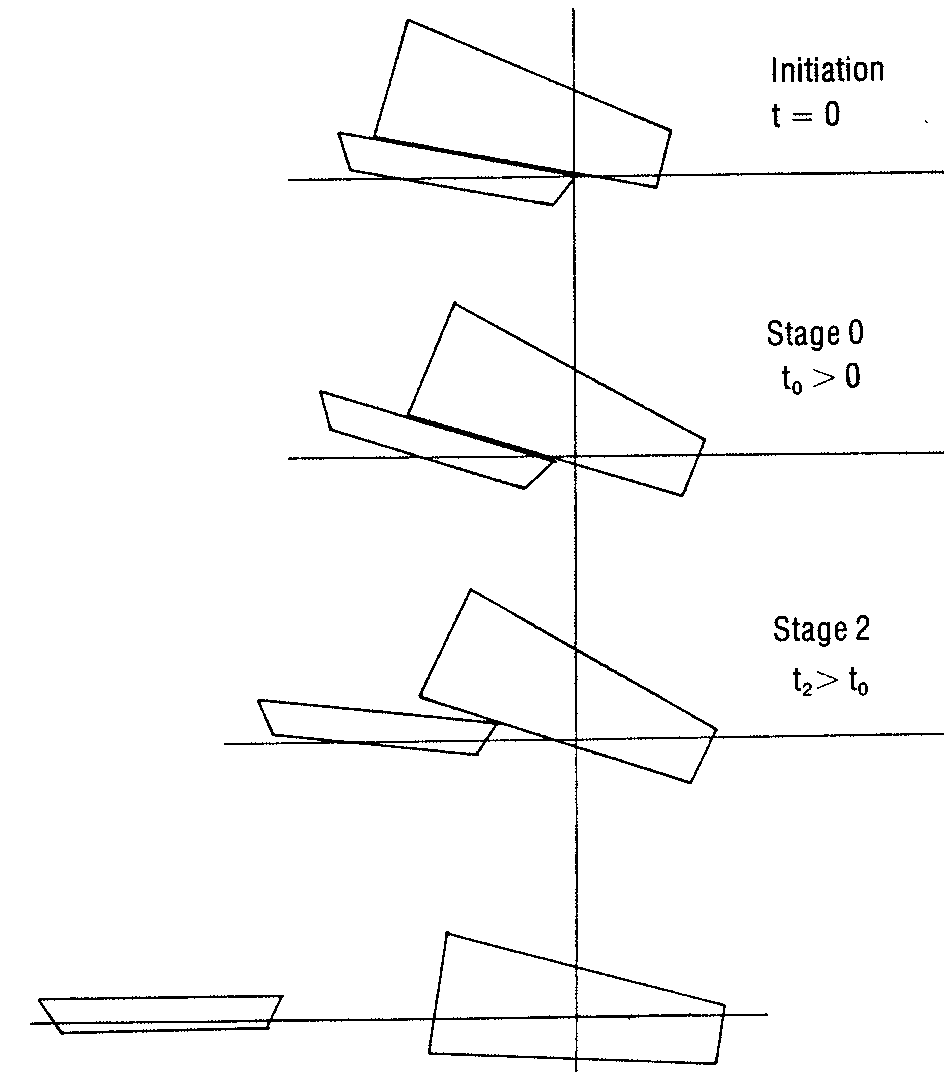 Initiation
t = 0
Stage 0
t₀ > 0
Stage 2
t₂ > t₀